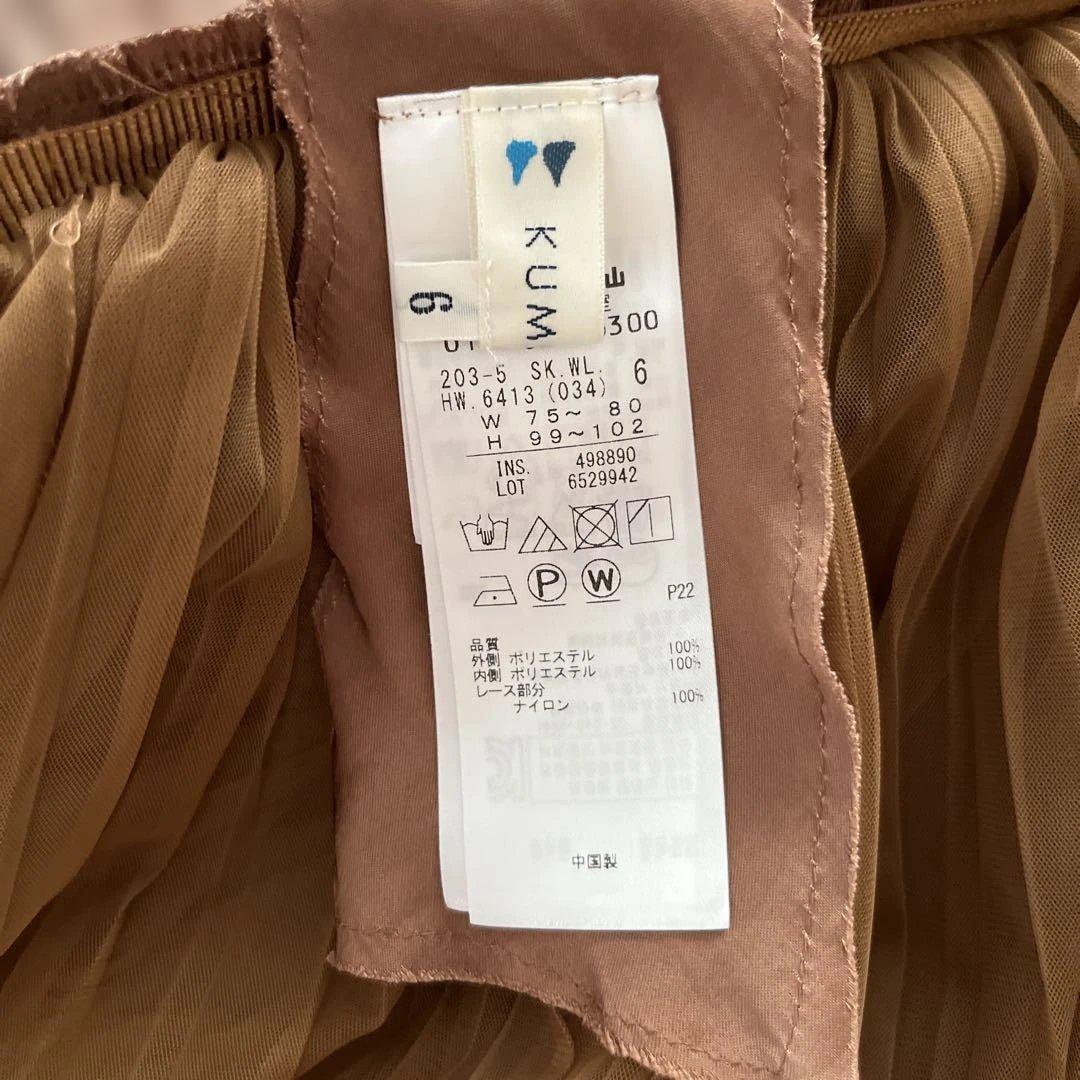 KUM
6
300
203-5 SK.WL. 6
HW.6413 (034)
W 75～ 80
H 99～102
INS. 498890
LOT 6529942
P W
P22
品質
外側 ポリエステル 100%
内側 ポリエステル 100%
レース部分
ナイロン 100%
中国製